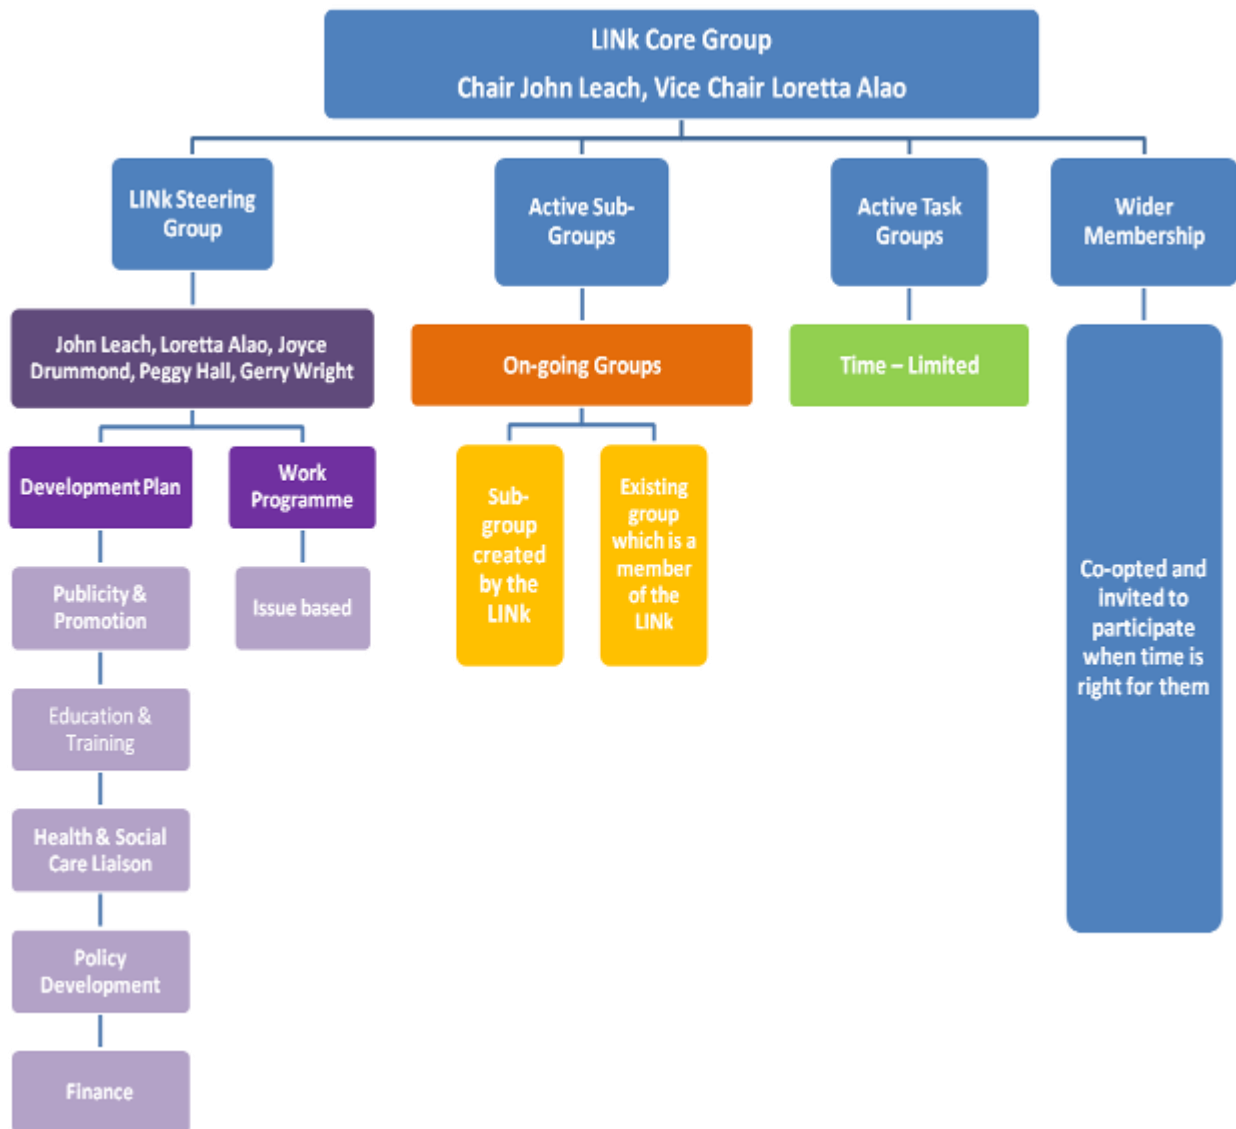 LINk Core Group
Chair John Leach, Vice Chair Loretta Alao
LINk Steering
Group
Active Sub-
Groups
Active Task
Groups
Wider
Membership
John Leach, Loretta Alao, Joyce
Drummond, Peggy Hall, Gerry Wright
On-going Groups
Time – Limited
Development Plan
Work
Programme
Sub-
group
created
by the
LINk
Existing
group
which is a
member
of the
LINk
Co-opted and
invited to
participate
when time is
right for them
Publicity &
Promotion
Issue based
Education &
Training
Health & Social
Care Liaison
Policy
Development
Finance